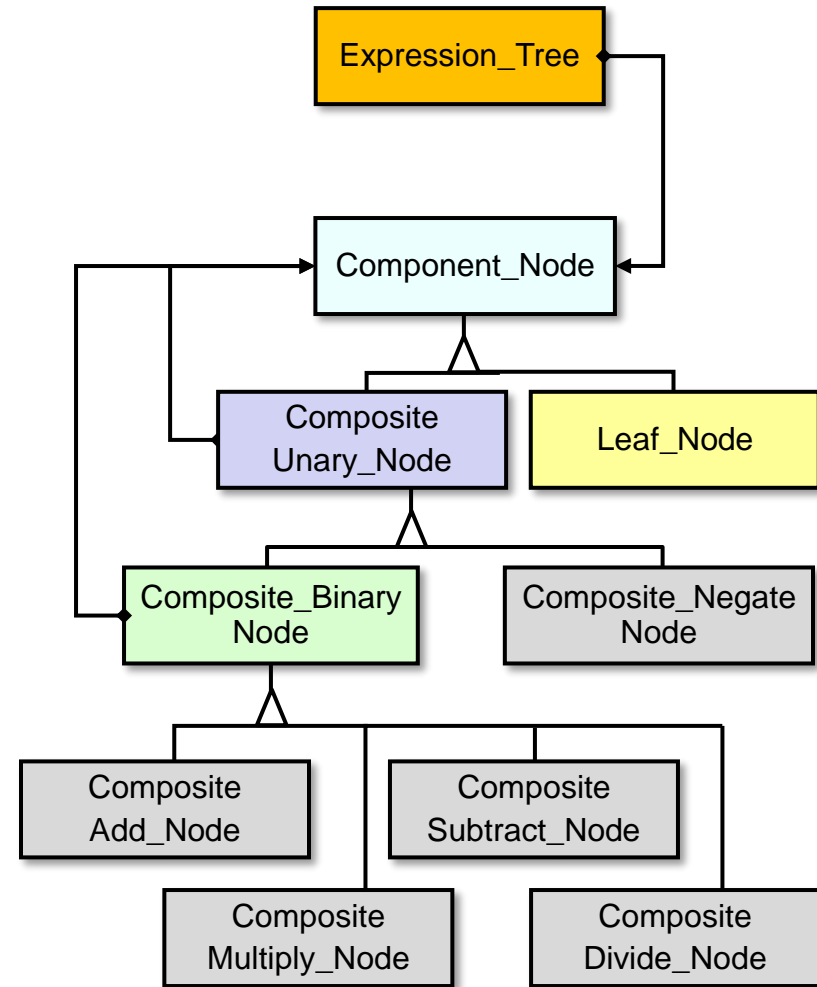 Expression_Tree
Component_Node
Composite
Unary_Node
Leaf_Node
Composite_Binary
Node
Composite_Negate
Node
Composite
Add_Node
Composite
Subtract_Node
Composite
Multiply_Node
Composite
Divide_Node